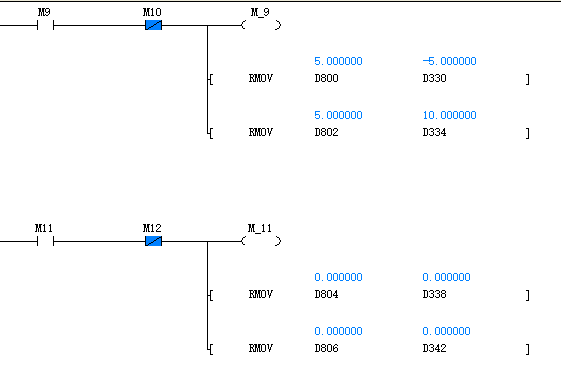 M9 M10 M_9
5.000000 -5.000000
[ RMOV D800 D330 ]
5.000000 10.000000
[ RMOV D802 D334 ]
M11 M12 M_11
0.000000 0.000000
[ RMOV D804 D338 ]
0.000000 0.000000
[ RMOV D806 D342 ]